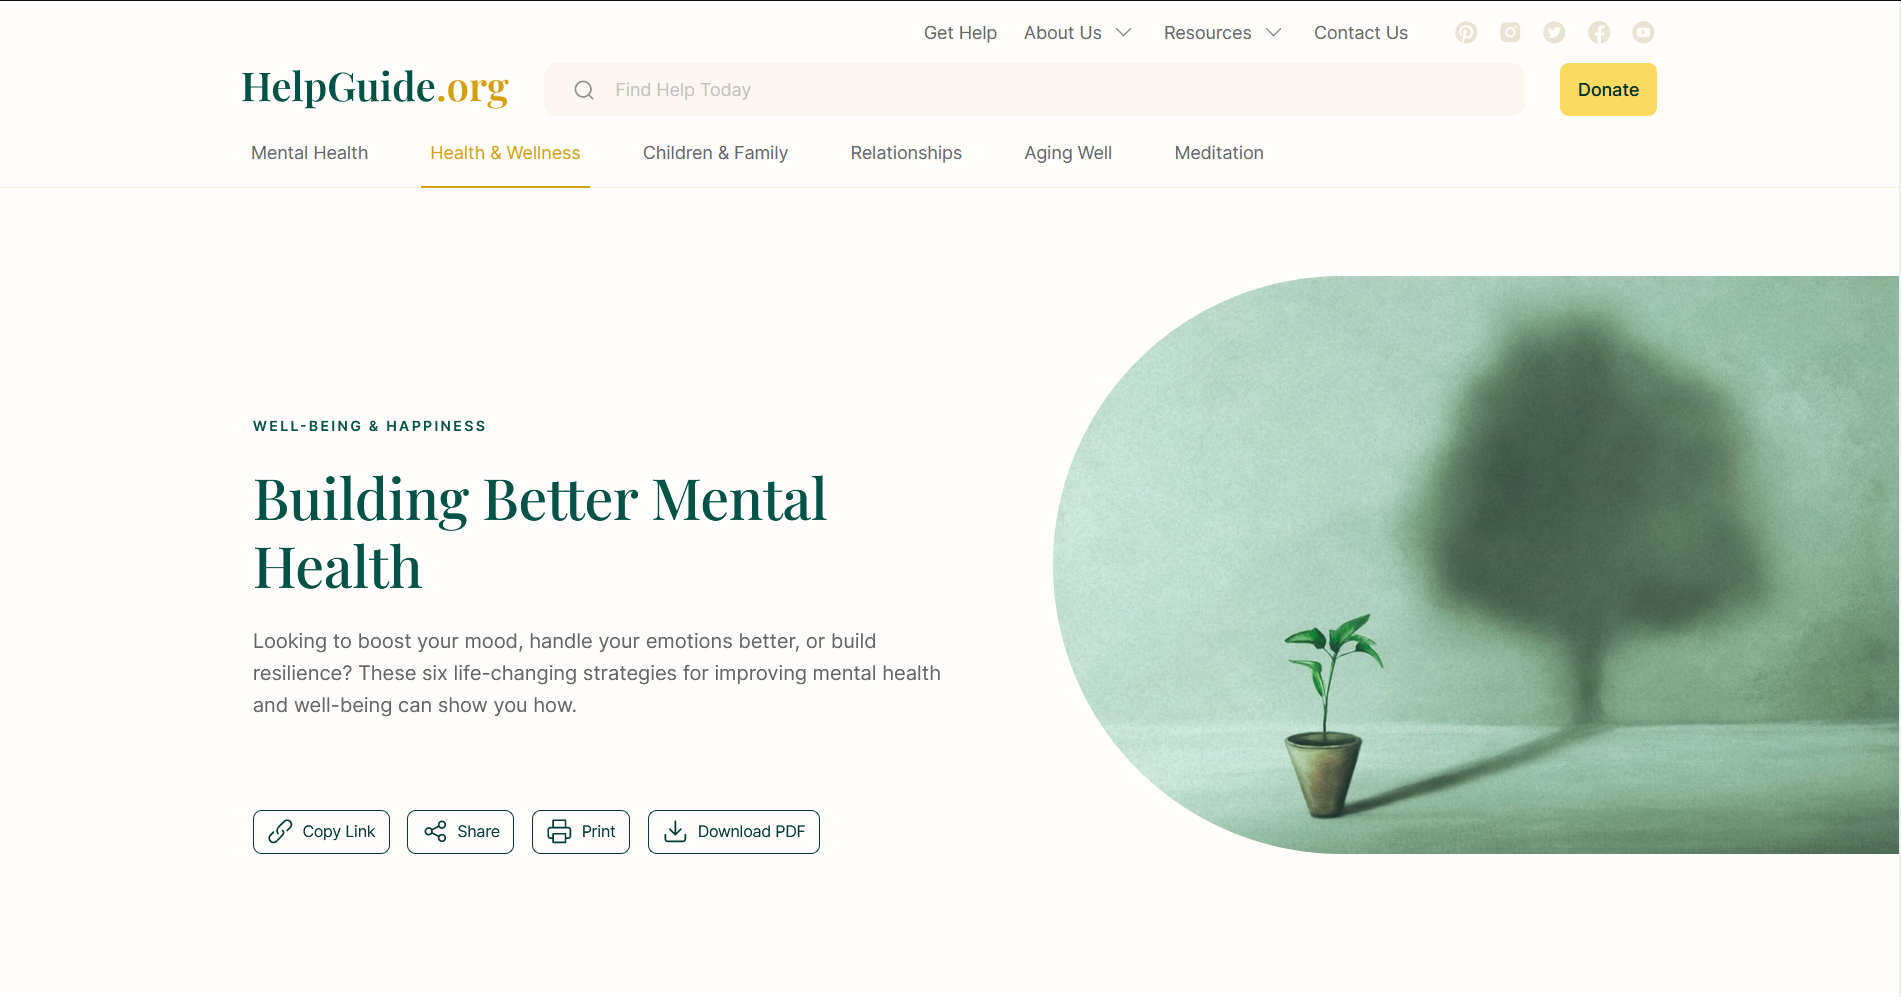 Get Help About Us Resources Contact Us
HelpGuide.org Find Help Today Donate
Mental Health Health & Wellness Children & Family Relationships Aging Well Meditation
WELL-BEING & HAPPINESS
Building Better Mental
Health
Looking to boost your mood, handle your emotions better, or build
resilience? These six life-changing strategies for improving mental health
and well-being can show you how.
Copy Link Share Print Download PDF